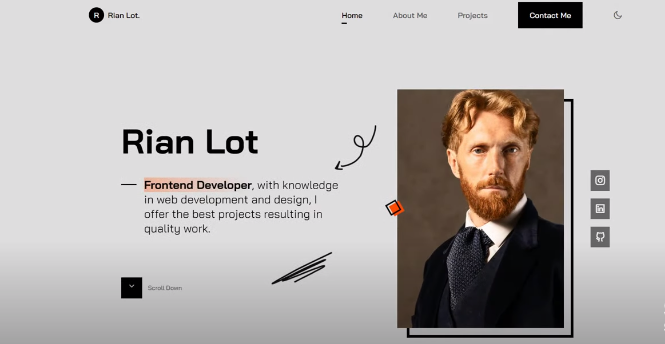 R Rian Lot.
Home
About Me
Projects
Contact Me
Rian Lot
Frontend Developer, with knowledge
in web development and design, I
offer the best projects resulting in
quality work.
Scroll Down